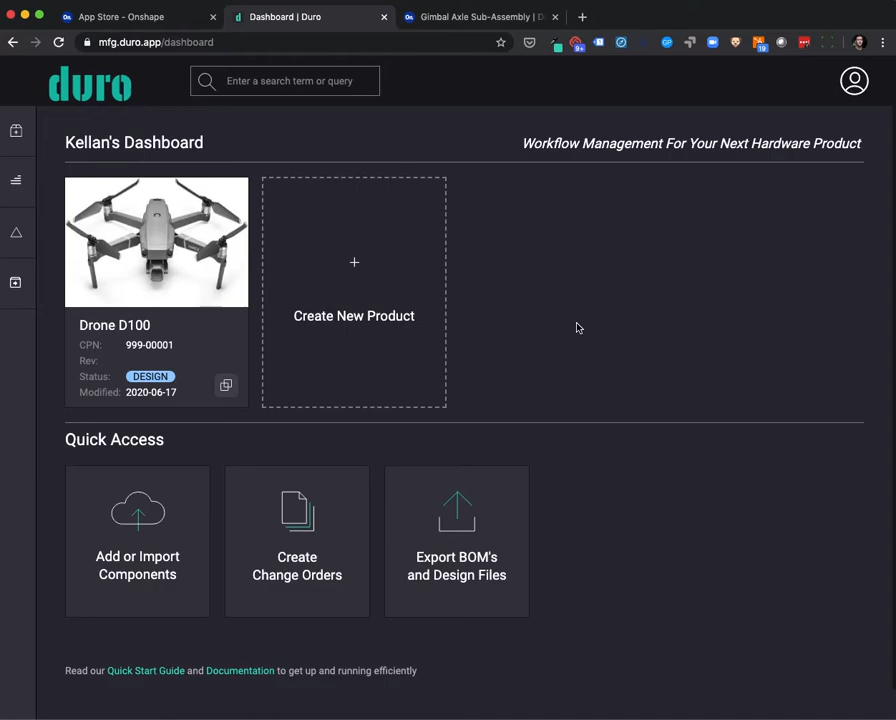 App Store - Onshape
Dashboard | Duro
Gimbal Axle Sub-Assembly | D
mfg.duro.app/dashboard
9+
GP
19
duro
Enter a search term or query
Kellan's Dashboard
Workflow Management For Your Next Hardware Product
Drone D100
CPN: 999-00001
Rev:
Status: DESIGN
Modified: 2020-06-17
+
Create New Product
Quick Access
Add or Import
Components
Create
Change Orders
Export BOM's
and Design Files
Read our Quick Start Guide and Documentation to get up and running efficiently